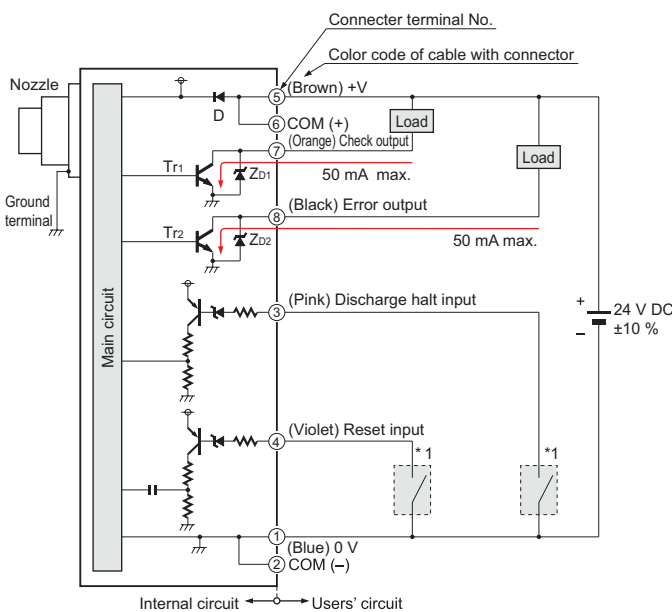 Connecter terminal No.
Color code of cable with connector
Nozzle
(Brown) +V
5
D
6
COM (+)
Load
7
(Orange) Check output
Load
Tr1
ZD1
50 mA max.
Ground
terminal
(Black) Error output
8
Tr2
ZD2
50 mA max.
(Pink) Discharge halt input
3
+
24 V DC
±10 %
–
Main circuit
(Violet) Reset input
4
*1
*1
1
(Blue) 0 V
2
COM (–)
Internal circuit
Users' circuit